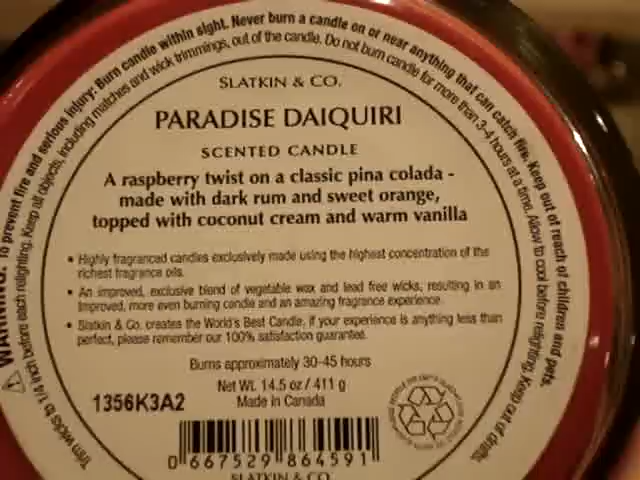 WARNING: To prevent fire and serious injury: Burn candle within sight. Never burn a candle on or near anything that can catch fire. Keep out of reach of children and pets.
Trim wicks to 1/4 inch before each relighting. Keep all objects, including matches and wick trimmings, out of the candle. Do not burn candle for more than 3-4 hours at a time. Allow to cool before relighting. Keep out of drafts.
SLATKIN & CO.
PARADISE DAIQUIRI
SCENTED CANDLE
A raspberry twist on a classic pina colada -
made with dark rum and sweet orange,
topped with coconut cream and warm vanilla
• Highly fragranced candles exclusively made using the highest concentration of the
richest fragrance oils.
• An improved, exclusive blend of vegetable wax and lead free wicks, resulting in an
improved, more even burning candle and an amazing fragrance experience.
• Slatkin & Co. creates the World's Best Candle. If your experience is anything less than
perfect, please remember our 100% satisfaction guarantee.
Burns approximately 30-45 hours
Net Wt. 14.5 oz / 411 g
Made in Canada
1356K3A2
0 667529 864591
SLATKIN & CO